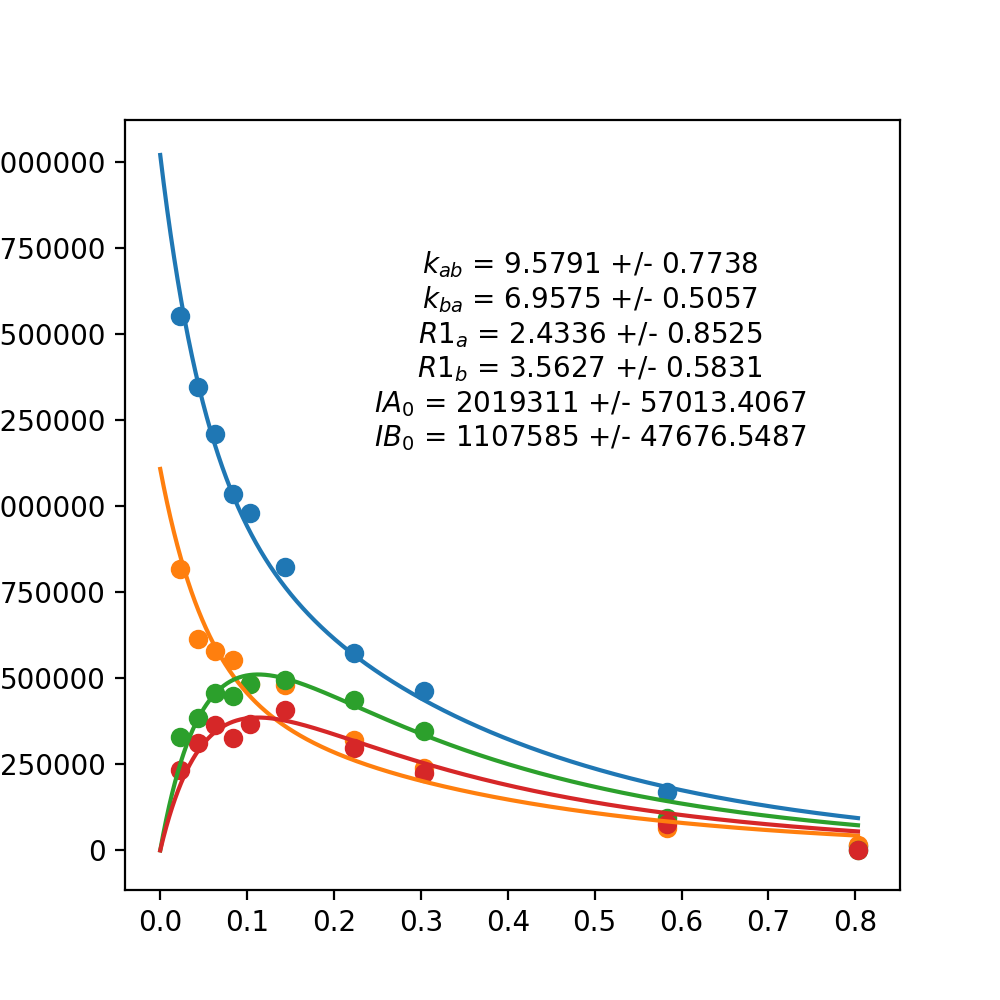 000000
750000
500000
250000
000000
750000
500000
250000
0
k_ab = 9.5791 +/- 0.7738
k_ba = 6.9575 +/- 0.5057
R1_a = 2.4336 +/- 0.8525
R1_b = 3.5627 +/- 0.5831
IA_0 = 2019311 +/- 57013.4067
IB_0 = 1107585 +/- 47676.5487
0.0 0.1 0.2 0.3 0.4 0.5 0.6 0.7 0.8